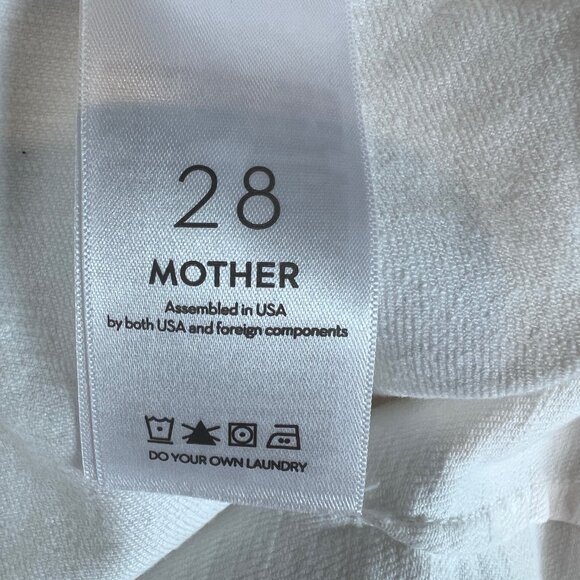 28
MOTHER
Assembled in USA
by both USA and foreign components
DO YOUR OWN LAUNDRY